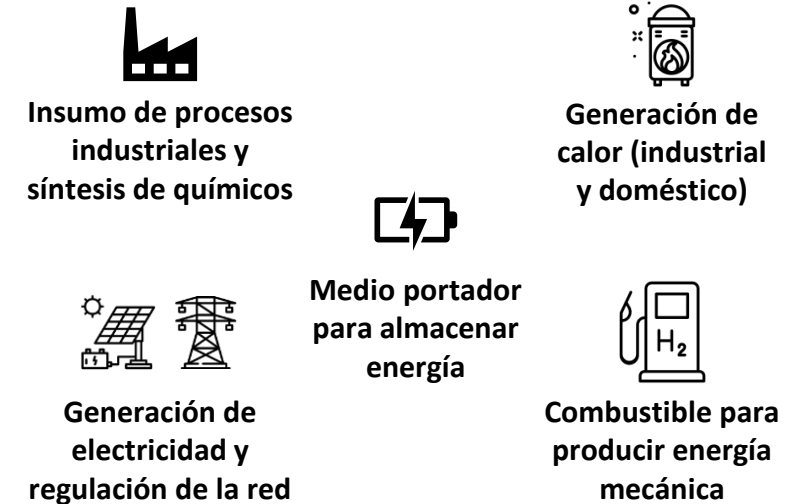 Insumo de procesos
industriales y
síntesis de químicos
Generación de
calor (industrial
y doméstico)
Medio portador
para almacenar
energía
Generación de
electricidad y
regulación de la red
H₂
Combustible para
producir energía
mecánica